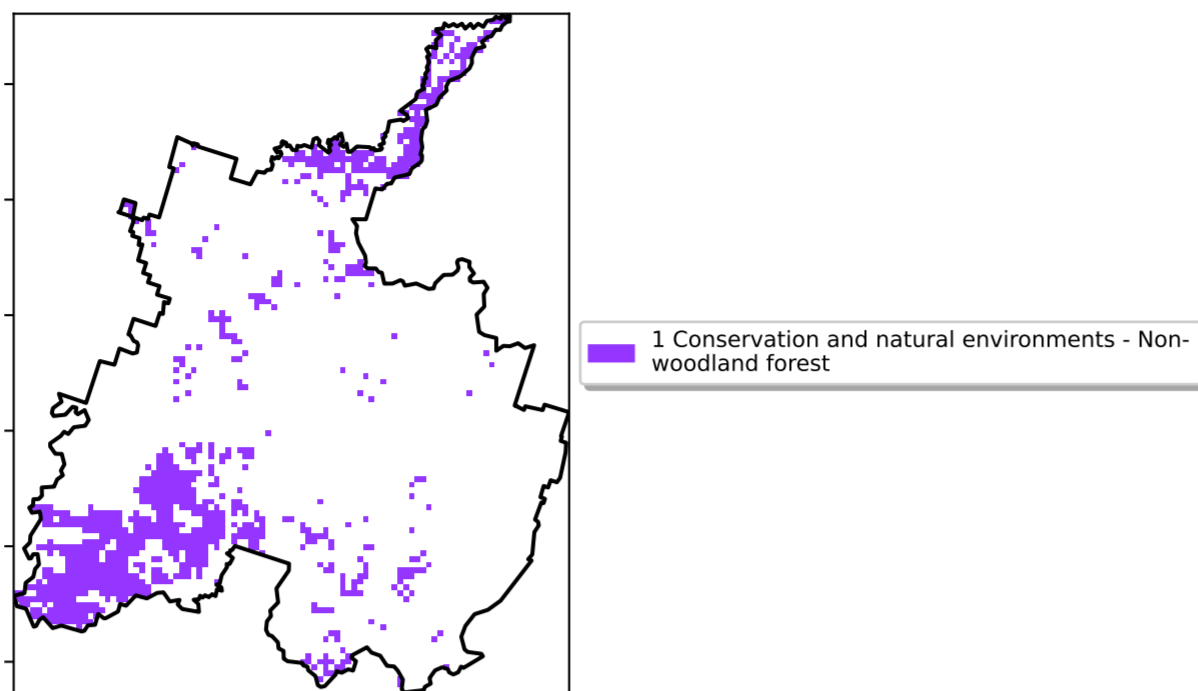 1 Conservation and natural environments - Non-
woodland forest